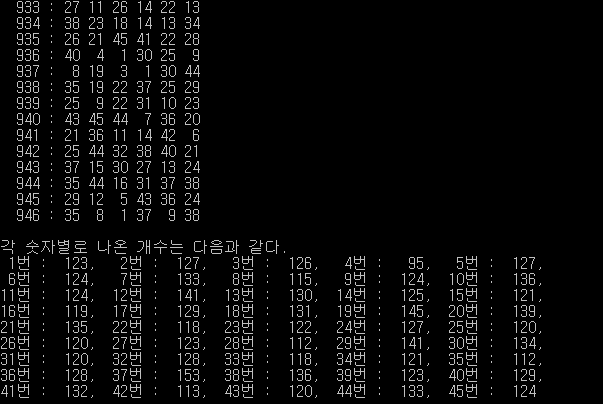 933 : 27 11 26 14 22 13
934 : 38 23 18 14 13 34
935 : 26 21 45 41 22 28
936 : 40 4 1 30 25 9
937 : 8 19 3 1 30 44
938 : 35 19 22 37 25 29
939 : 25 9 22 31 10 23
940 : 43 45 44 7 36 20
941 : 21 36 11 14 42 6
942 : 25 44 32 38 40 21
943 : 37 15 30 27 13 24
944 : 35 44 16 31 37 38
945 : 29 12 5 43 36 24
946 : 35 8 1 37 9 38
각 숫자별로 나온 개수는 다음과 같다.
1번 : 123, 2번 : 127, 3번 : 126, 4번 : 95, 5번 : 127,
6번 : 124, 7번 : 133, 8번 : 115, 9번 : 124, 10번 : 136,
11번 : 124, 12번 : 141, 13번 : 130, 14번 : 125, 15번 : 121,
16번 : 119, 17번 : 129, 18번 : 131, 19번 : 145, 20번 : 139,
21번 : 135, 22번 : 118, 23번 : 122, 24번 : 127, 25번 : 120,
26번 : 120, 27번 : 123, 28번 : 112, 29번 : 141, 30번 : 134,
31번 : 120, 32번 : 128, 33번 : 118, 34번 : 121, 35번 : 112,
36번 : 128, 37번 : 153, 38번 : 136, 39번 : 123, 40번 : 129,
41번 : 132, 42번 : 113, 43번 : 120, 44번 : 133, 45번 : 124